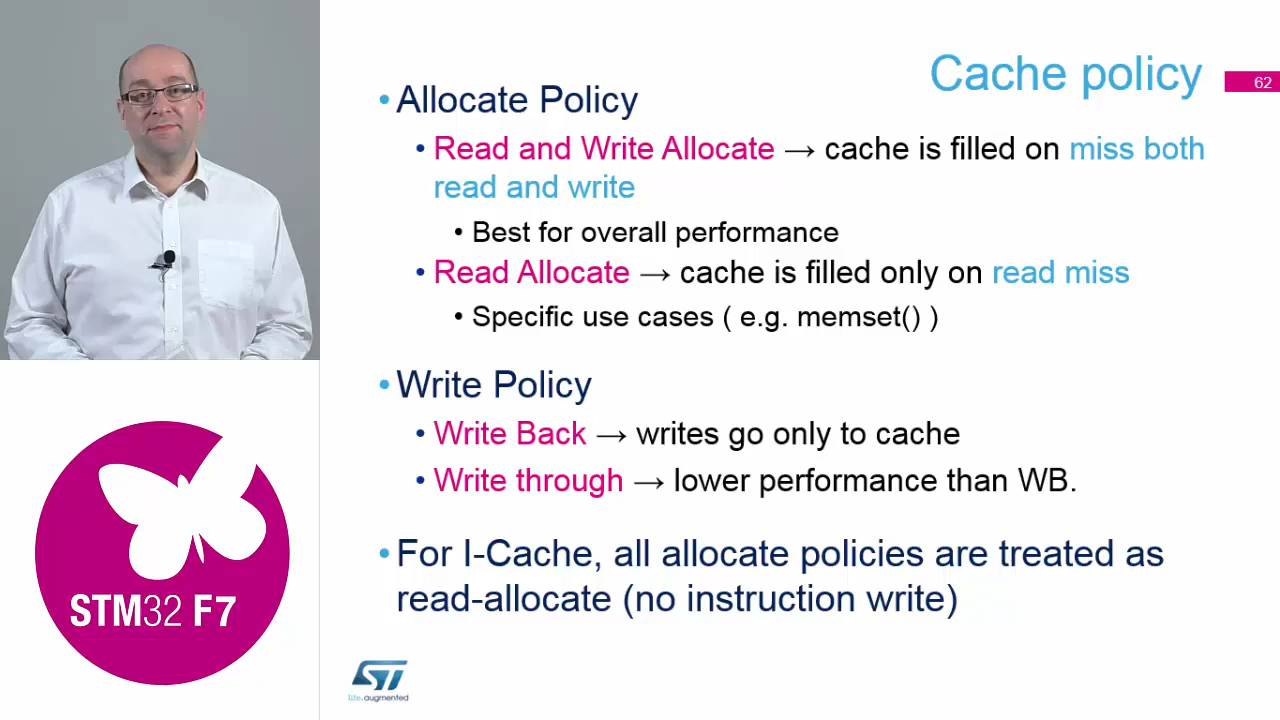 Cache policy
62
• Allocate Policy
• Read and Write Allocate → cache is filled on miss both
read and write
• Best for overall performance
• Read Allocate → cache is filled only on read miss
• Specific use cases ( e.g. memset() )
• Write Policy
• Write Back → writes go only to cache
• Write through → lower performance than WB.
• For I-Cache, all allocate policies are treated as
read-allocate (no instruction write)
STM32 F7
ST
life.augmented